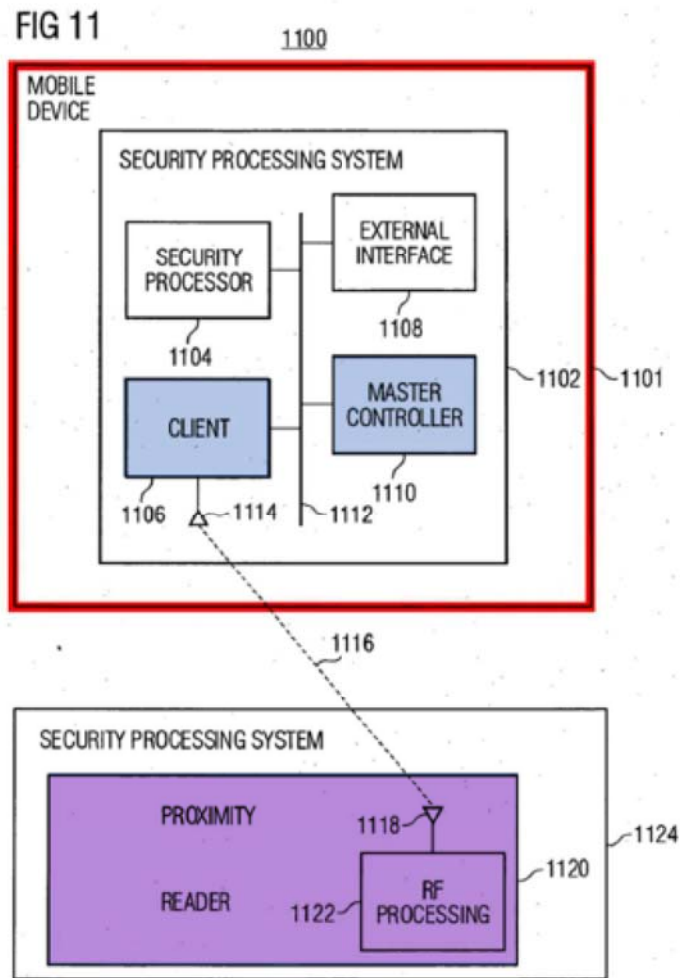 FIG 11
1100
MOBILE
DEVICE
SECURITY PROCESSING SYSTEM
SECURITY
PROCESSOR
1104
EXTERNAL
INTERFACE
1108
CLIENT
1106
1114
1112
MASTER
CONTROLLER
1110
1102
1101
1116
SECURITY PROCESSING SYSTEM
PROXIMITY
READER
1118
RF
PROCESSING
1122
1120
1124